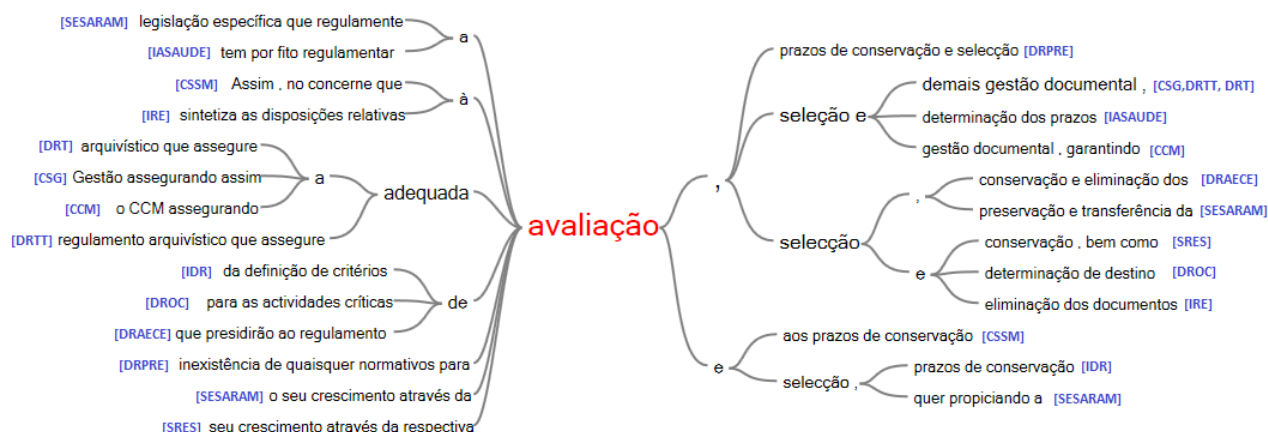 [SESARAM] legislação específica que regulamente
a
[IASAUDE] tem por fito regulamentar
[CSSM] Assim , no concerne que
à
[IRE] sintetiza as disposições relativas
[DRT] arquivístico que assegure
[CSG] Gestão assegurando assim
a
adequada
[CCM] o CCM assegurando
[DRTT] regulamento arquivístico que assegure
[IDR] da definição de critérios
[DROC] para as actividades críticas
de
[DRAECE] que presidirão ao regulamento
[DRPRE] inexistência de quaisquer normativos para
[SESARAM] o seu crescimento através da
[SRES] seu crescimento através da respectiva
avaliação
,
prazos de conservação e selecção [DRPRE]
seleção e
demais gestão documental , [CSG,DRTT, DRT]
determinação dos prazos [IASAUDE]
gestão documental , garantindo [CCM]
selecção
,
conservação e eliminação dos [DRAECE]
preservação e transferência da [SESARAM]
e
conservação , bem como [SRES]
determinação de destino [DROC]
eliminação dos documentos [IRE]
e
aos prazos de conservação [CSSM]
selecção ,
prazos de conservação [IDR]
quer propiciando a [SESARAM]